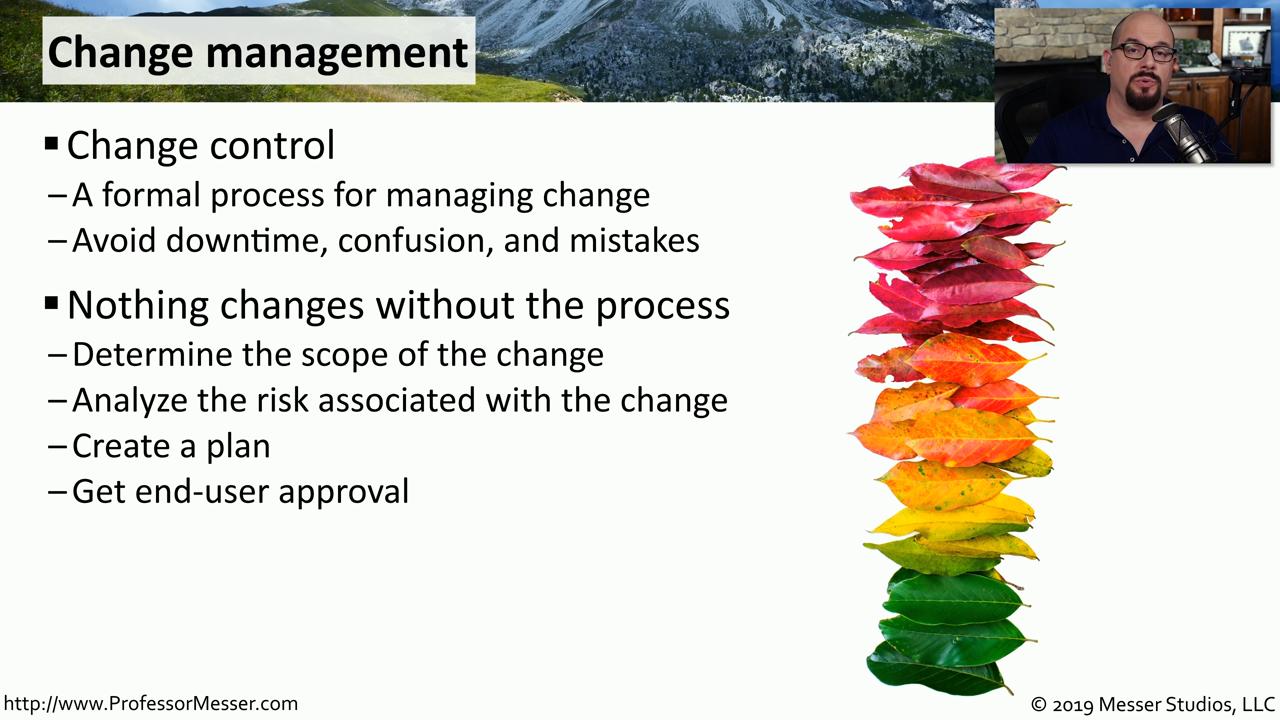 Change management
▪ Change control
– A formal process for managing change
– Avoid downtime, confusion, and mistakes
▪ Nothing changes without the process
– Determine the scope of the change
– Analyze the risk associated with the change
– Create a plan
– Get end-user approval
http://www.ProfessorMesser.com
© 2019 Messer Studios, LLC